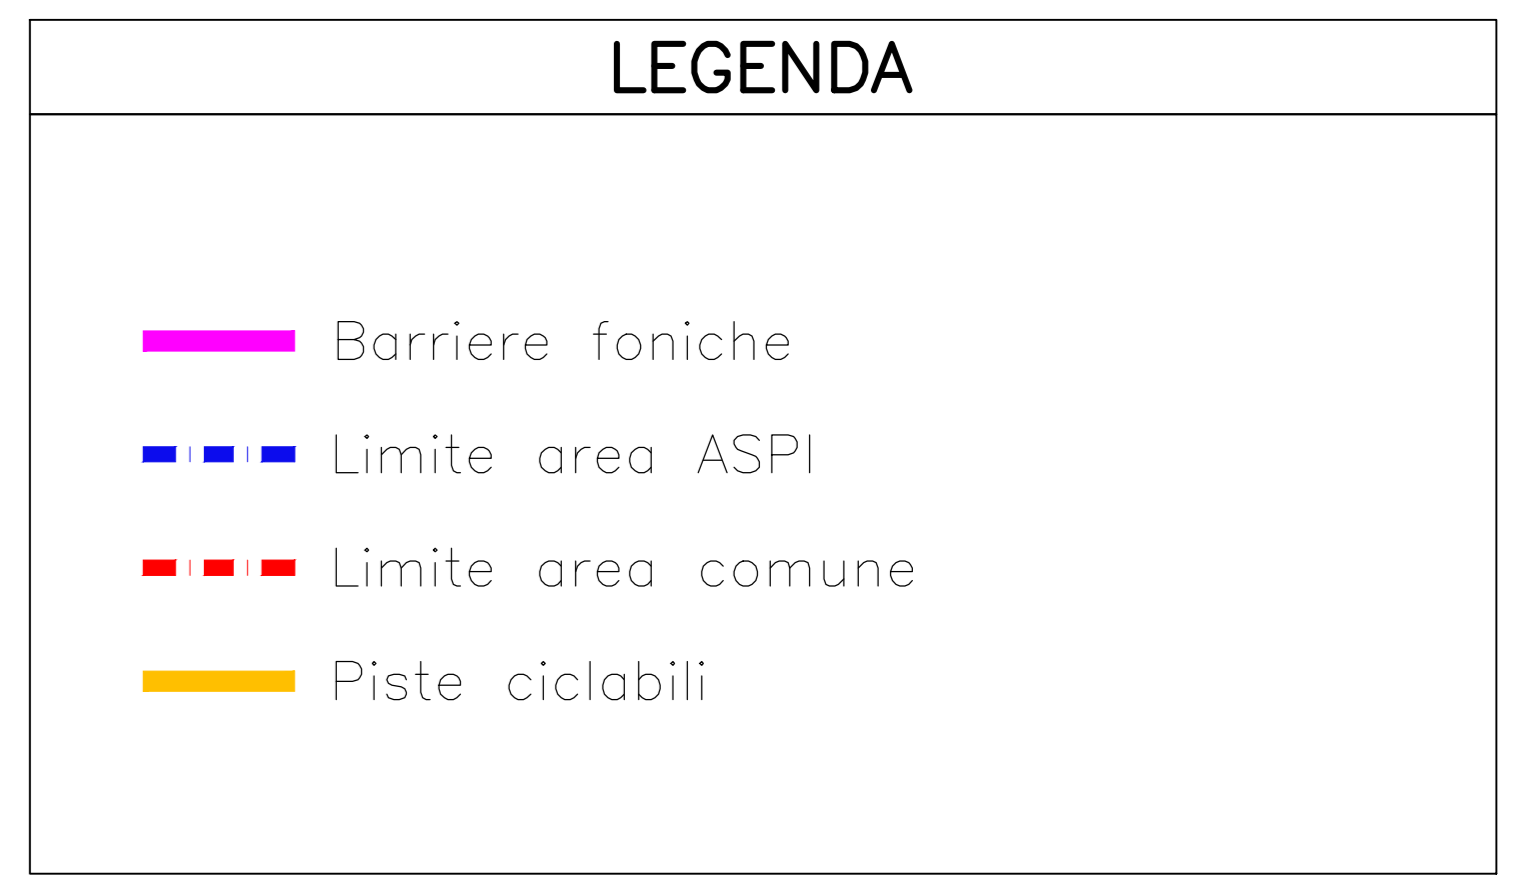 LEGENDA
Barriere foniche
Limite area ASPI
Limite area comune
Piste ciclabili